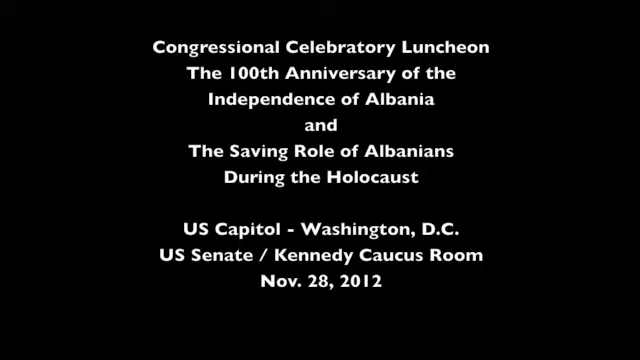 Congressional Celebratory Luncheon
The 100th Anniversary of the
Independence of Albania
and
The Saving Role of Albanians
During the Holocaust
US Capitol - Washington, D.C.
US Senate / Kennedy Caucus Room
Nov. 28, 2012